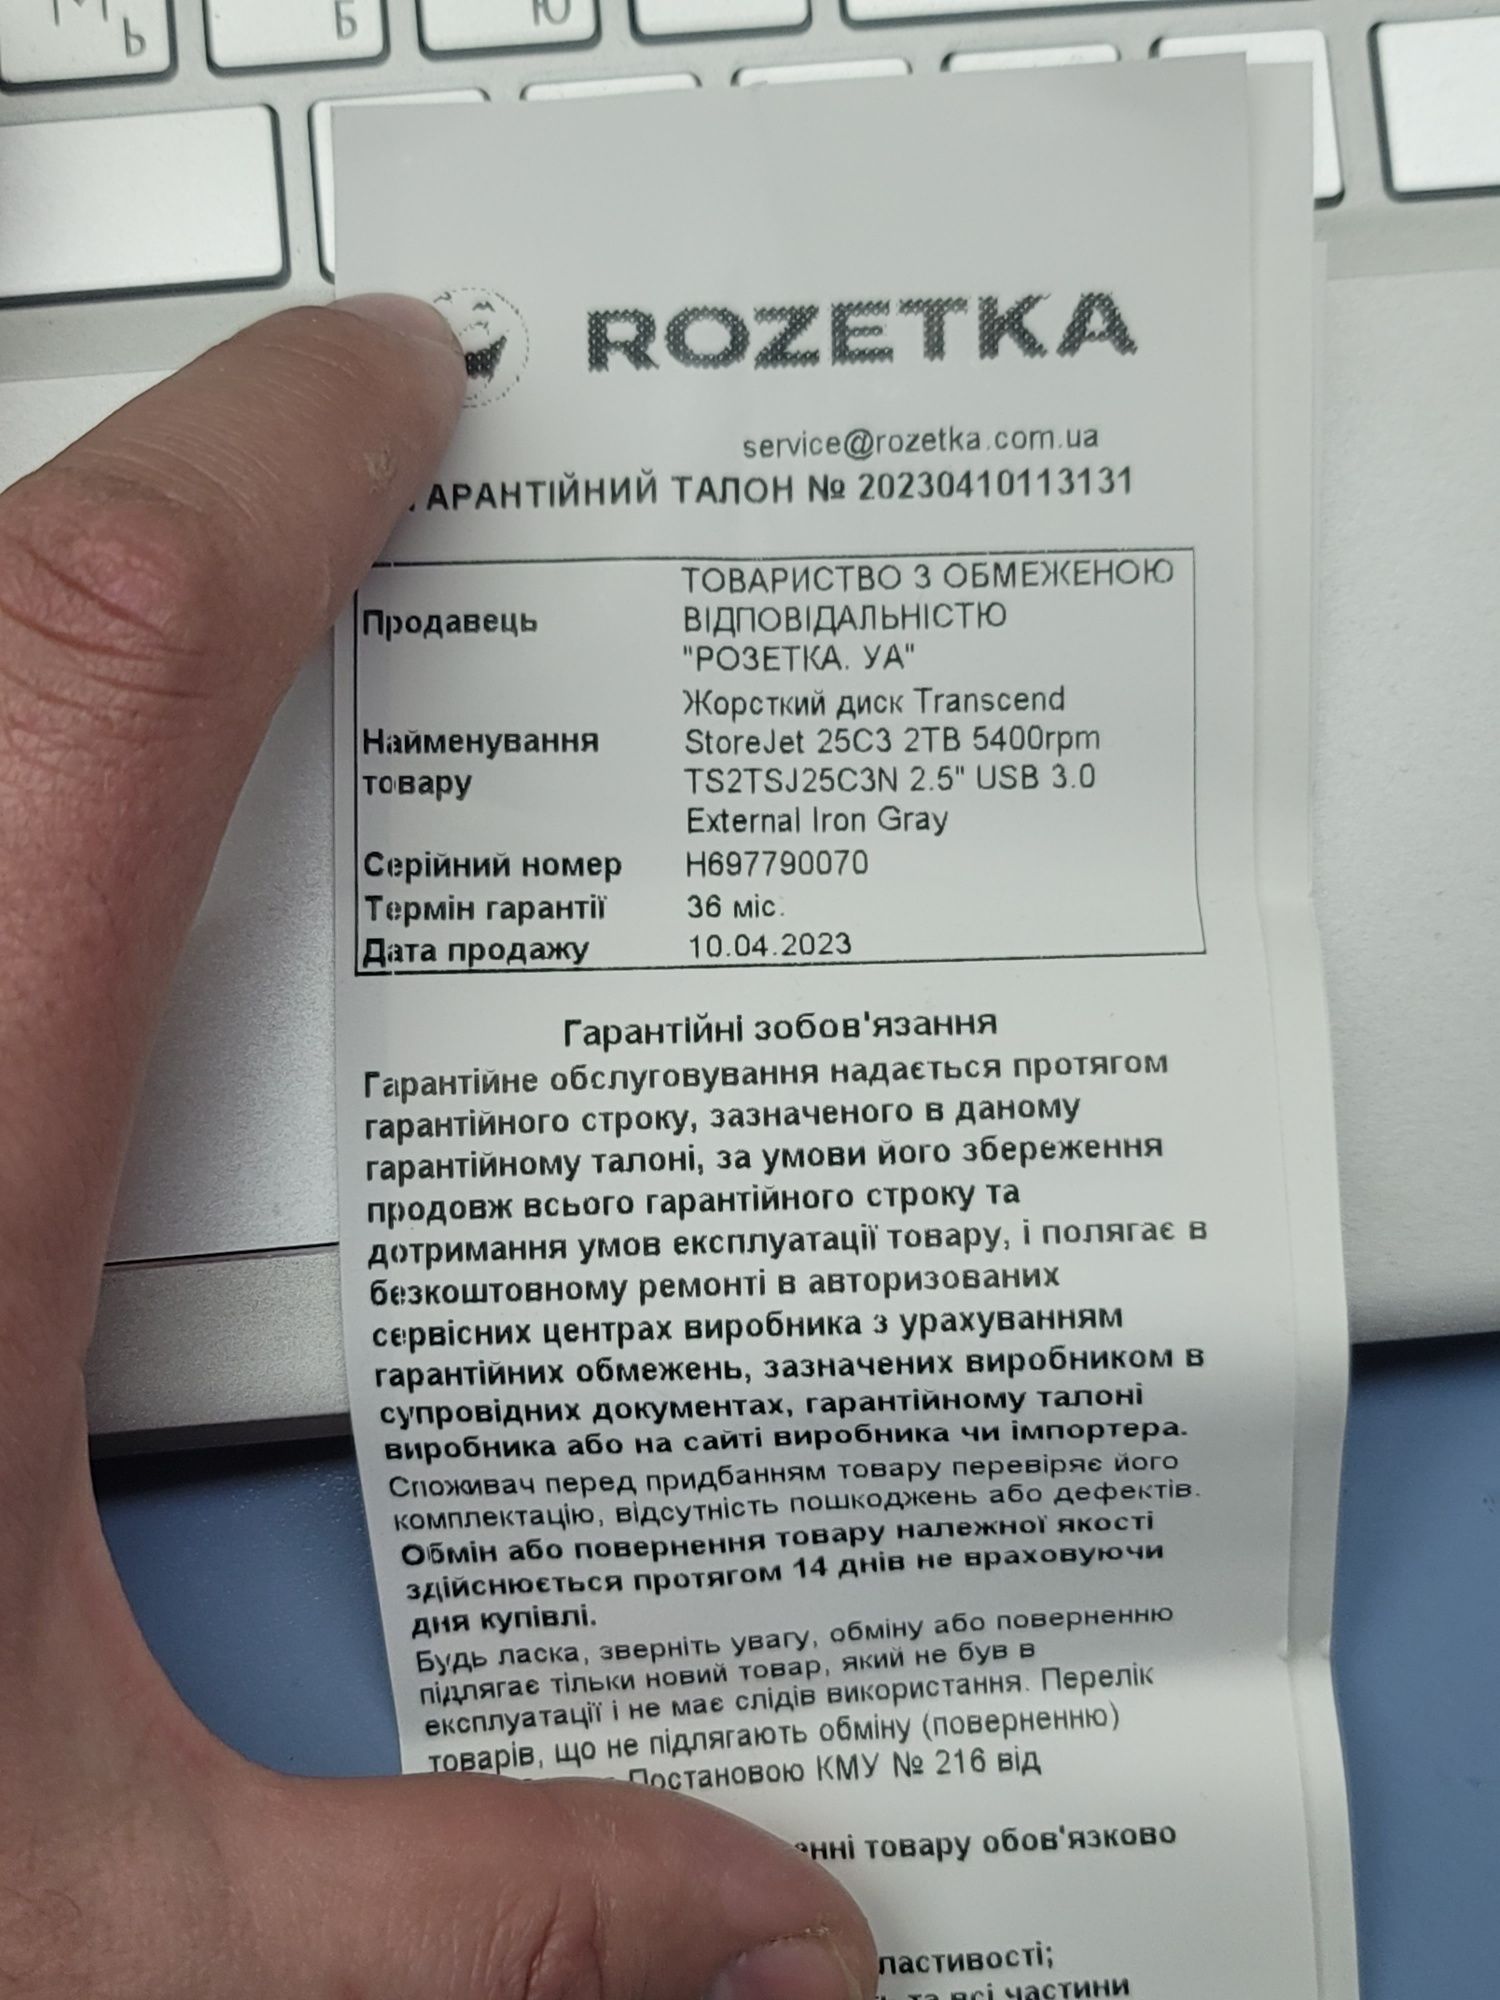 Ь
Б
Ю
ROZETKA
service@rozetka.com.ua
ГАРАНТІЙНИЙ ТАЛОН № 20230410113131
Продавець ТОВАРИСТВО З ОБМЕЖЕНОЮ
ВІДПОВІДАЛЬНІСТЮ
"РОЗЕТКА. УА"
Найменування товару Жорсткий диск Transcend
StoreJet 25C3 2TB 5400rpm
TS2TSJ25C3N 2.5" USB 3.0
External Iron Gray
Серійний номер H697790070
Термін гарантії 36 міс.
Дата продажу 10.04.2023
Гарантійні зобов'язання
Гарантійне обслуговування надається протягом
гарантійного строку, зазначеного в даному
гарантійному талоні, за умови його збереження
продовж всього гарантійного строку та
дотримання умов експлуатації товару, і полягає в
безкоштовному ремонті в авторизованих
сервісних центрах виробника з урахуванням
гарантійних обмежень, зазначених виробником в
супровідних документах, гарантійному талоні
виробника або на сайті виробника чи імпортера.
Споживач перед придбанням товару перевіряє його
комплектацію, відсутність пошкоджень або дефектів.
Обмін або повернення товару належної якості
здійснюється протягом 14 днів не враховуючи
дня купівлі.
Будь ласка, зверніть увагу, обміну або поверненню
підлягає тільки новий товар, який не був в
експлуатації і не має слідів використання. Перелік
товарів, що не підлягають обміну (поверненню)
Постановою КМУ № 216 від
товару обов'язково
та всі частини